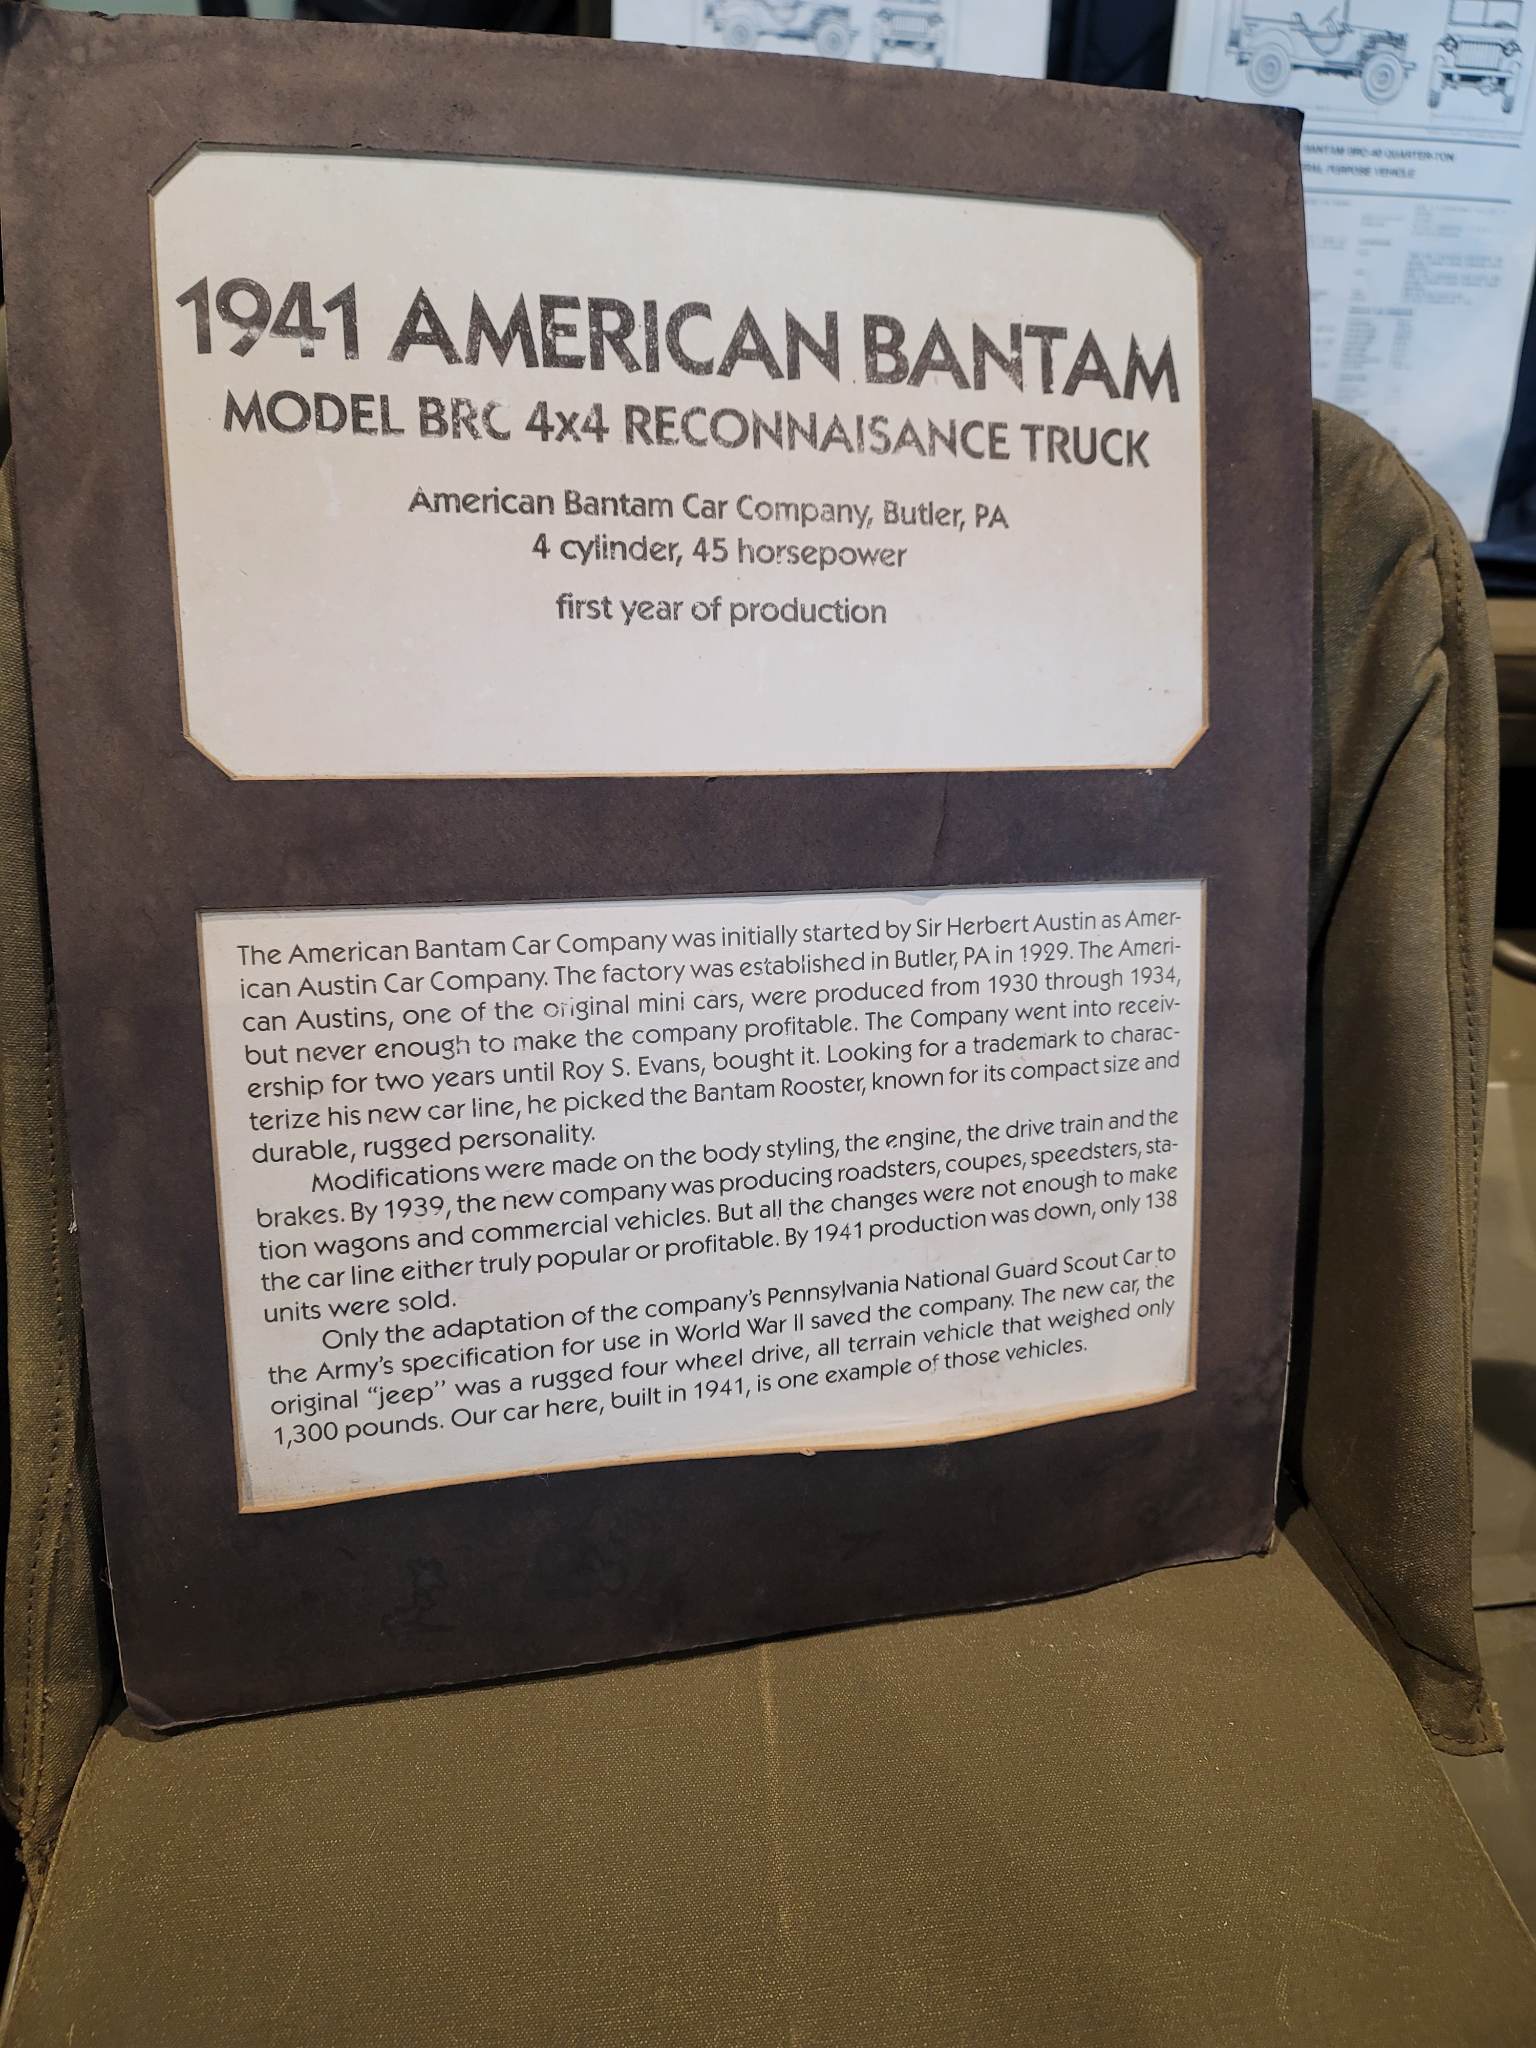 1941 AMERICAN BANTAM
MODEL BRC 4x4 RECONNAISANCE TRUCK
American Bantam Car Company, Butler, PA
4 cylinder, 45 horsepower
first year of production
The American Bantam Car Company was initially started by Sir Herbert Austin as Amer-
ican Austin Car Company. The factory was established in Butler, PA in 1929. The Ameri-
can Austins, one of the original mini cars, were produced from 1930 through 1934,
but never enough to make the company profitable. The Company went into receiv-
ership for two years until Roy S. Evans, bought it. Looking for a trademark to charac-
terize his new car line, he picked the Bantam Rooster, known for its compact size and
durable, rugged personality.
Modifications were made on the body styling, the engine, the drive train and the
brakes. By 1939, the new company was producing roadsters, coupes, speedsters, sta-
tion wagons and commercial vehicles. But all the changes were not enough to make
the car line either truly popular or profitable. By 1941 production was down, only 138
units were sold.
Only the adaptation of the company's Pennsylvania National Guard Scout Car to
the Army's specification for use in World War II saved the company. The new car, the
original "jeep" was a rugged four wheel drive, all terrain vehicle that weighed only
1,300 pounds. Our car here, built in 1941, is one example of those vehicles.
BANTAM BRC-40 QUARTER-TON
PURPOSE VEHICLE